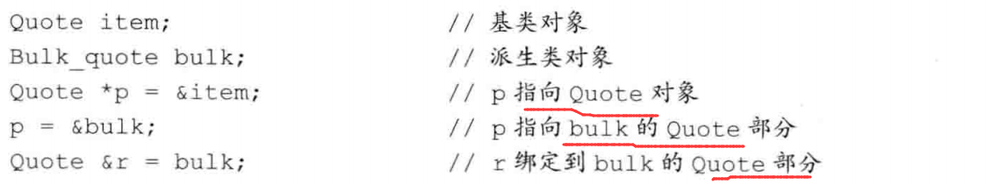 Quote item; // 基类对象
Bulk_quote bulk; // 派生类对象
Quote *p = &item; // p 指向 Quote 对象
p = &bulk; // p 指向 bulk 的 Quote 部分
Quote &r = bulk; // r 绑定到 bulk 的 Quote 部分